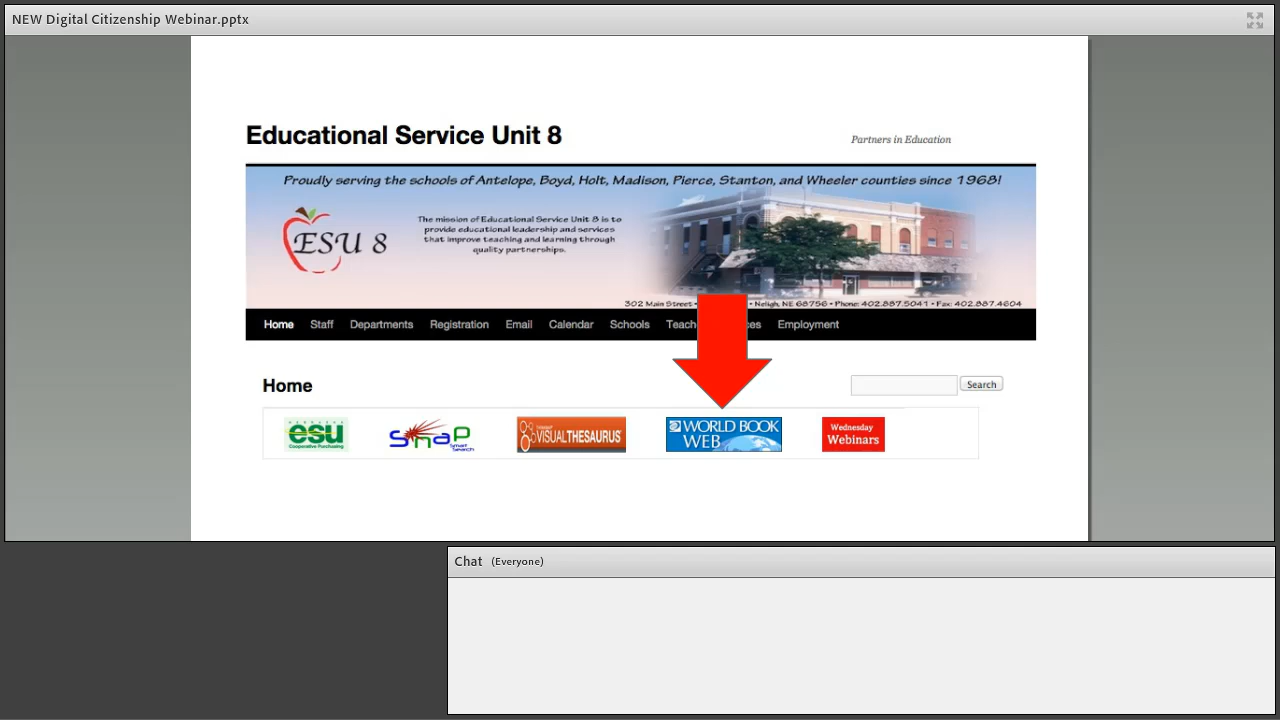 NEW Digital Citizenship Webinar.pptx
Educational Service Unit 8
Partners in Education
Proudly serving the schools of Antelope, Boyd, Holt, Madison, Pierce, Stanton, and Wheeler counties since 1968!
ESU 8
The mission of Educational Service Unit 8 is to
provide educational leadership and services
that improve teaching and learning through
quality partnerships.
302 Main Street • Neligh, NE 68756 • Phone: 402.887.5041 • Fax: 402.887.4604
Home Staff Departments Registration Email Calendar Schools Employment
Home
Search
esu
Cooperative Purchasing
SNAP
Smart
Search
VISUALTHESAURUS
WORLD BOOK
WEB
Wednesday
Webinars
Chat (Everyone)